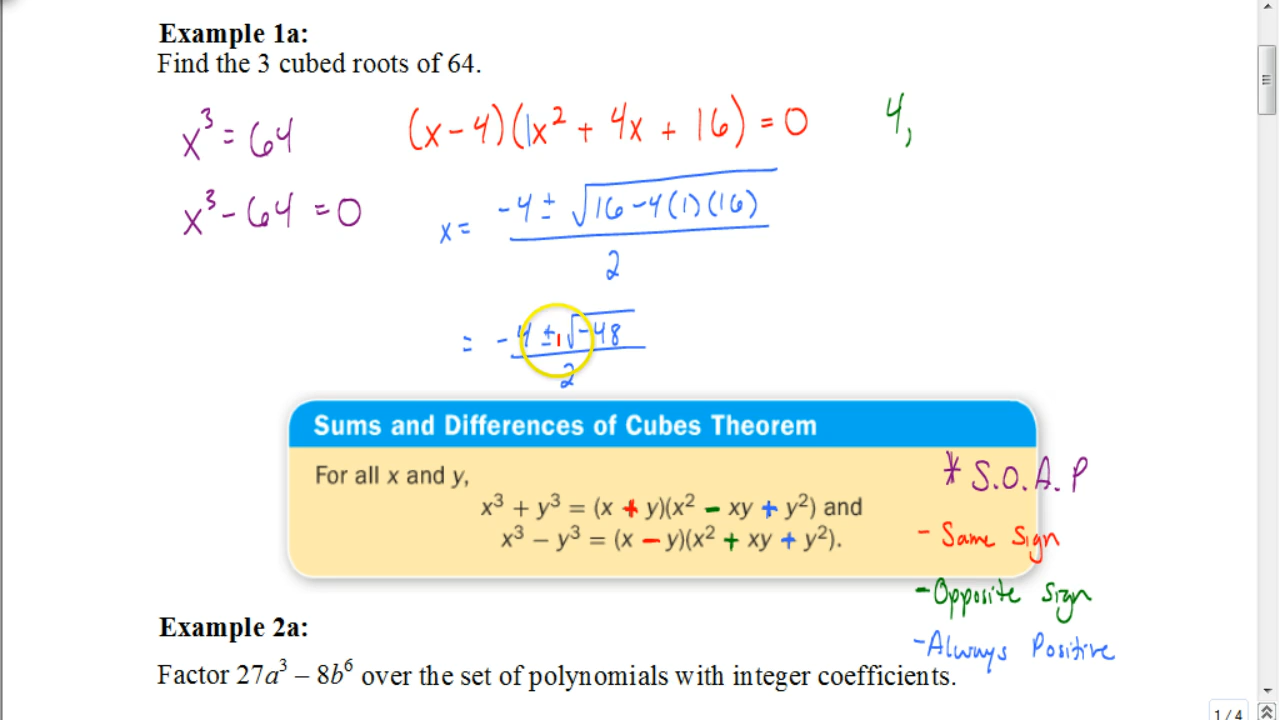 Example 1a:
Find the 3 cubed roots of 64.
x³ = 64
x³ - 64 = 0
(x - 4)(1x² + 4x + 16) = 0
x = (-4 ± √(16 - 4(1)(16))) / 2
= (-4 ± i√(-48)) / 2
4,
Sums and Differences of Cubes Theorem
For all x and y,
x³ + y³ = (x + y)(x² - xy + y²) and
x³ – y³ = (x – y)(x² + xy + y²).
* S.O.A.P
- Same Sign
- Opposite Sign
- Always Positive
Example 2a:
Factor 27a³ – 8b⁶ over the set of polynomials with integer coefficients.
1/4